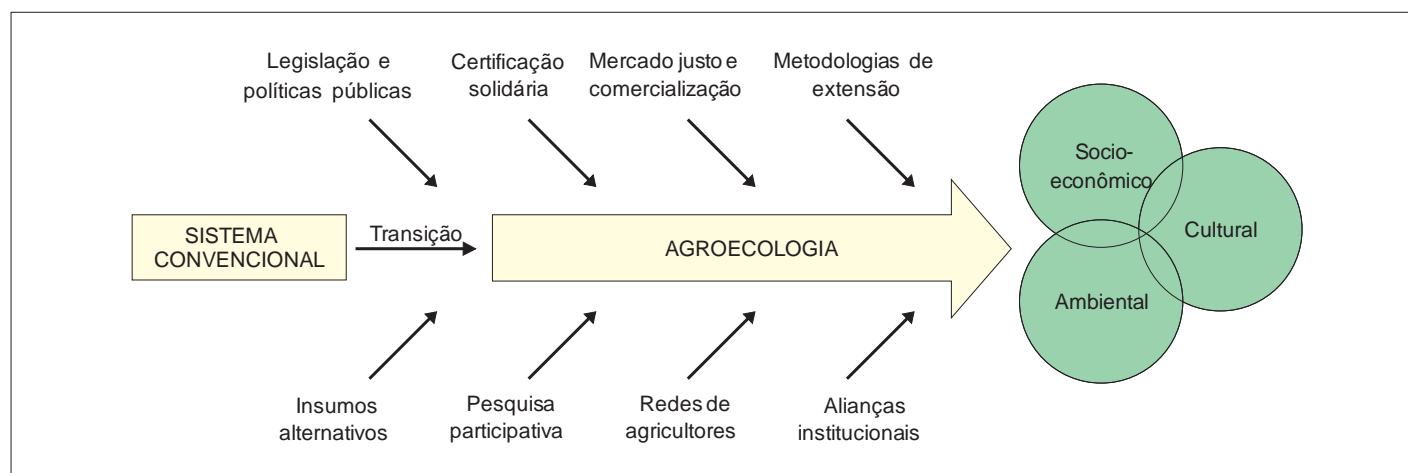 Legislação e
políticas públicas
Certificação
solidária
Mercado justo e
comercialização
Metodologias de
extensão
SISTEMA
CONVENCIONAL
Transição
AGROECOLOGIA
Socio-
econômico
Cultural
Ambiental
Insumos
alternativos
Pesquisa
participativa
Redes de
agricultores
Alianças
institucionais